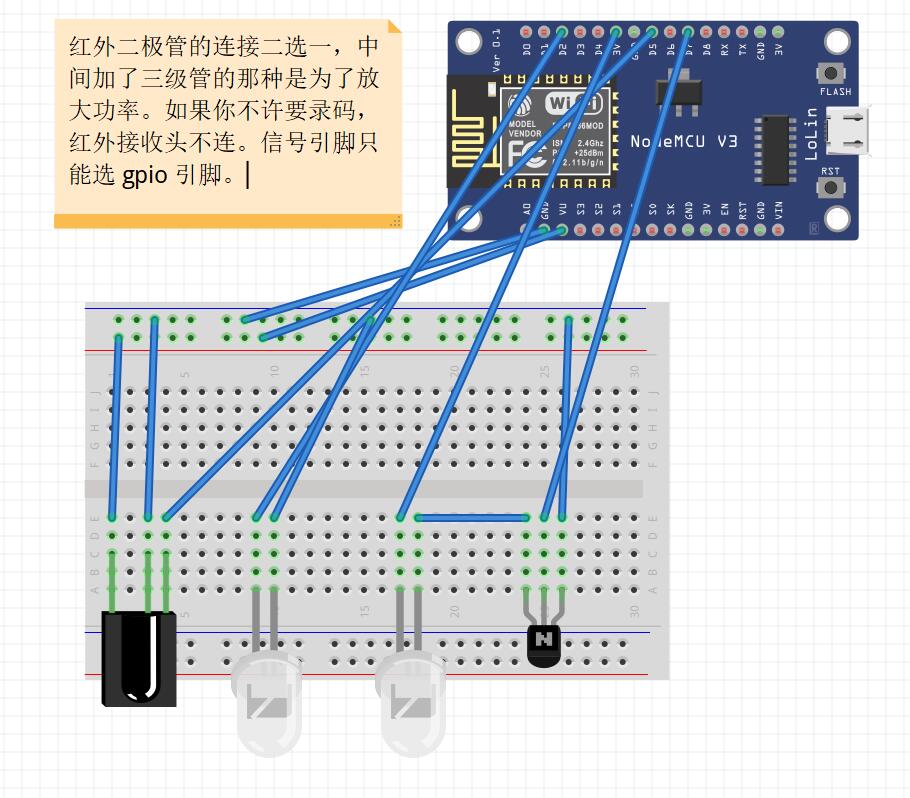 红外二极管的连接二选一，中
间加了三级管的那种是为了放
大功率。如果你不许要录码，
红外接收头不连。信号引脚只
能选 gpio 引脚。
Ver 0.1
D0 D1 D2 D3 D4 3V GND D5 D6 D7 D8 RX TX GND 3V
FLASH
WiFi
MODEL
VENDOR
ISM 2.4GHz
+25dBm
802.11b/g/n
FC
NodeMCU V3
LoLin
RST
A0 GND VU S3 S2 S1 S0 SK GND 3V EN RST GND VIN
1 5 10 15 20 25 30
J J
I I
H H
G G
F F
E E
D D
C C
B B
A A
5 15 20 30
N